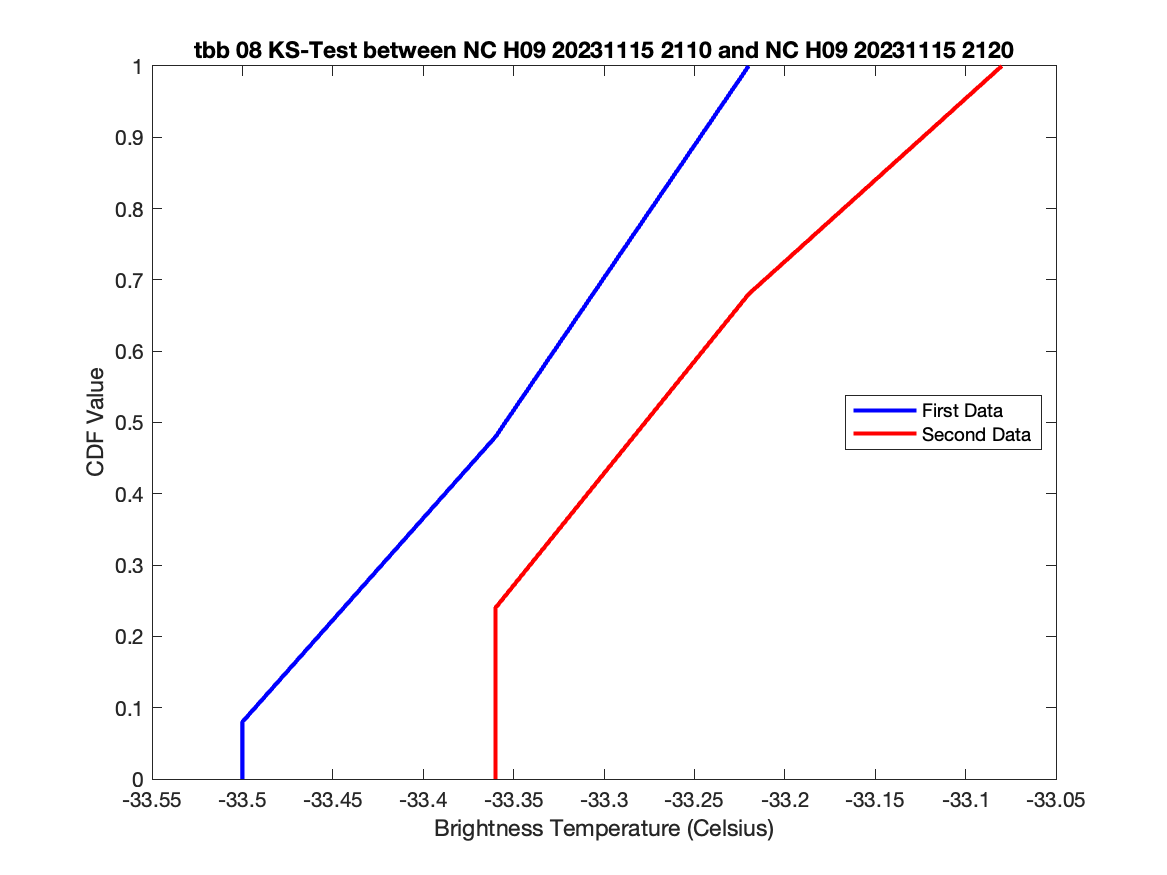 tbb 08 KS-Test between NC H09 20231115 2110 and NC H09 20231115 2120
1
0.9
0.8
0.7
0.6
0.5
0.4
0.3
0.2
0.1
0
CDF Value
First Data
Second Data
-33.55 -33.5 -33.45 -33.4 -33.35 -33.3 -33.25 -33.2 -33.15 -33.1 -33.05
Brightness Temperature (Celsius)